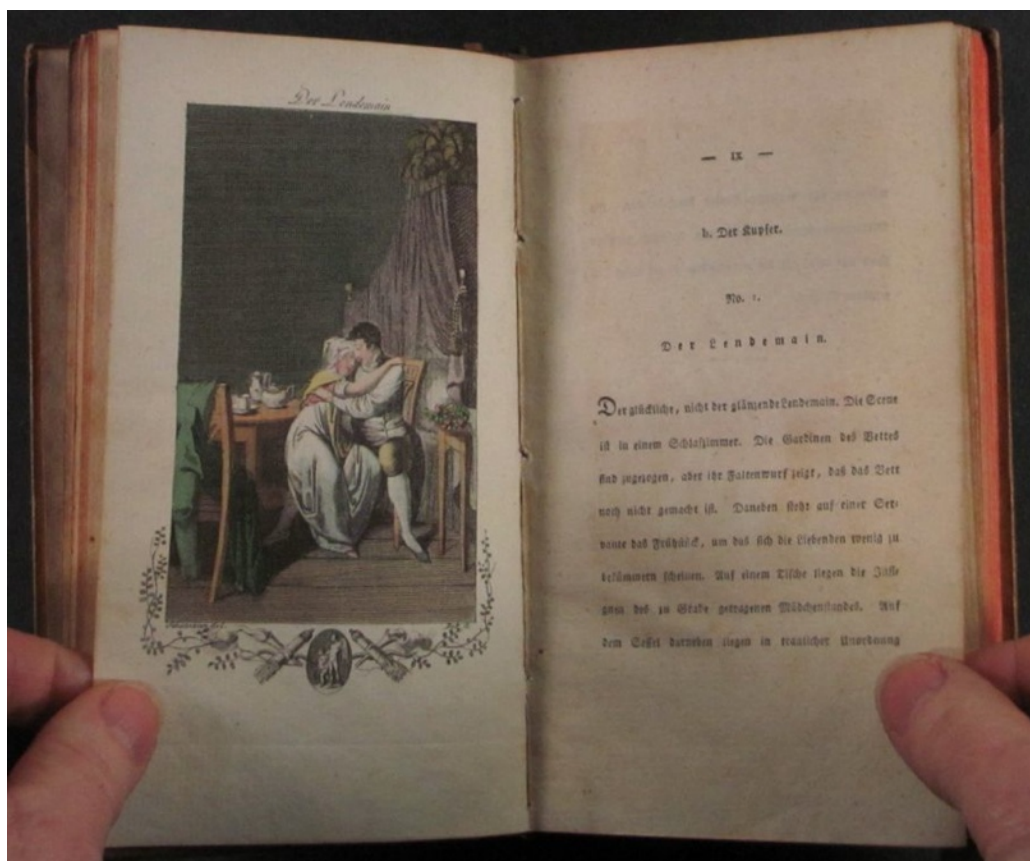 Der Lendemain
— IX —
b. Der Kupfer.
No. 1.
Der Lendemain.
Der glückliche, nicht der glänzende Lendemain. Die Scene
ist in einem Schlafzimmer. Die Gardinen des Bettes
sind zugezogen, aber ihr Faltenwurf zeigt, daß das Bett
noch nicht gemacht ist. Daneben steht auf einer Ser-
vante das Frühstück, um das sich die Liebenden wenig zu
bekümmern scheinen. Auf einem Tische liegen die
des zu Grabe getragenen Mädchenstandes. Auf
dem Sessel darneben liegen in traulicher Unordnung